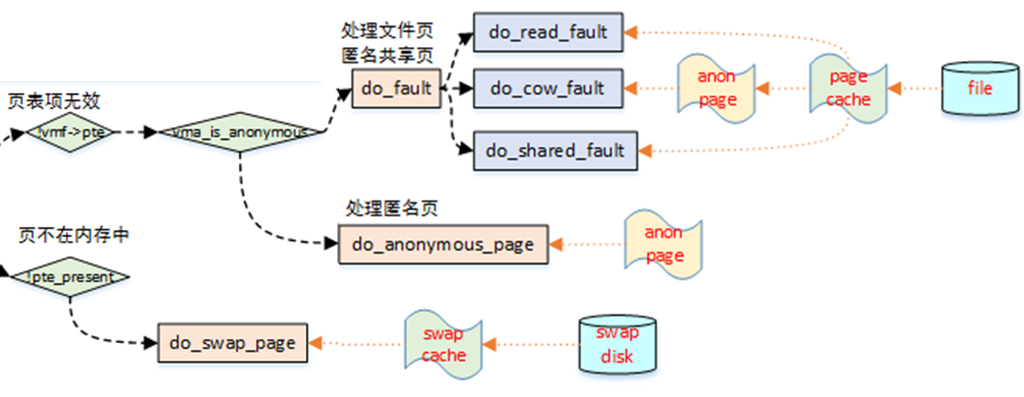 处理文件页
匿名共享页
do_read_fault
do_fault
do_cow_fault
anon
page
page
cache
file
页表项无效
!vmf->pte
vma_is_anonymous
do_shared_fault
处理匿名页
do_anonymous_page
anon
page
页不在内存中
!pte_present
do_swap_page
swap
cache
swap
disk